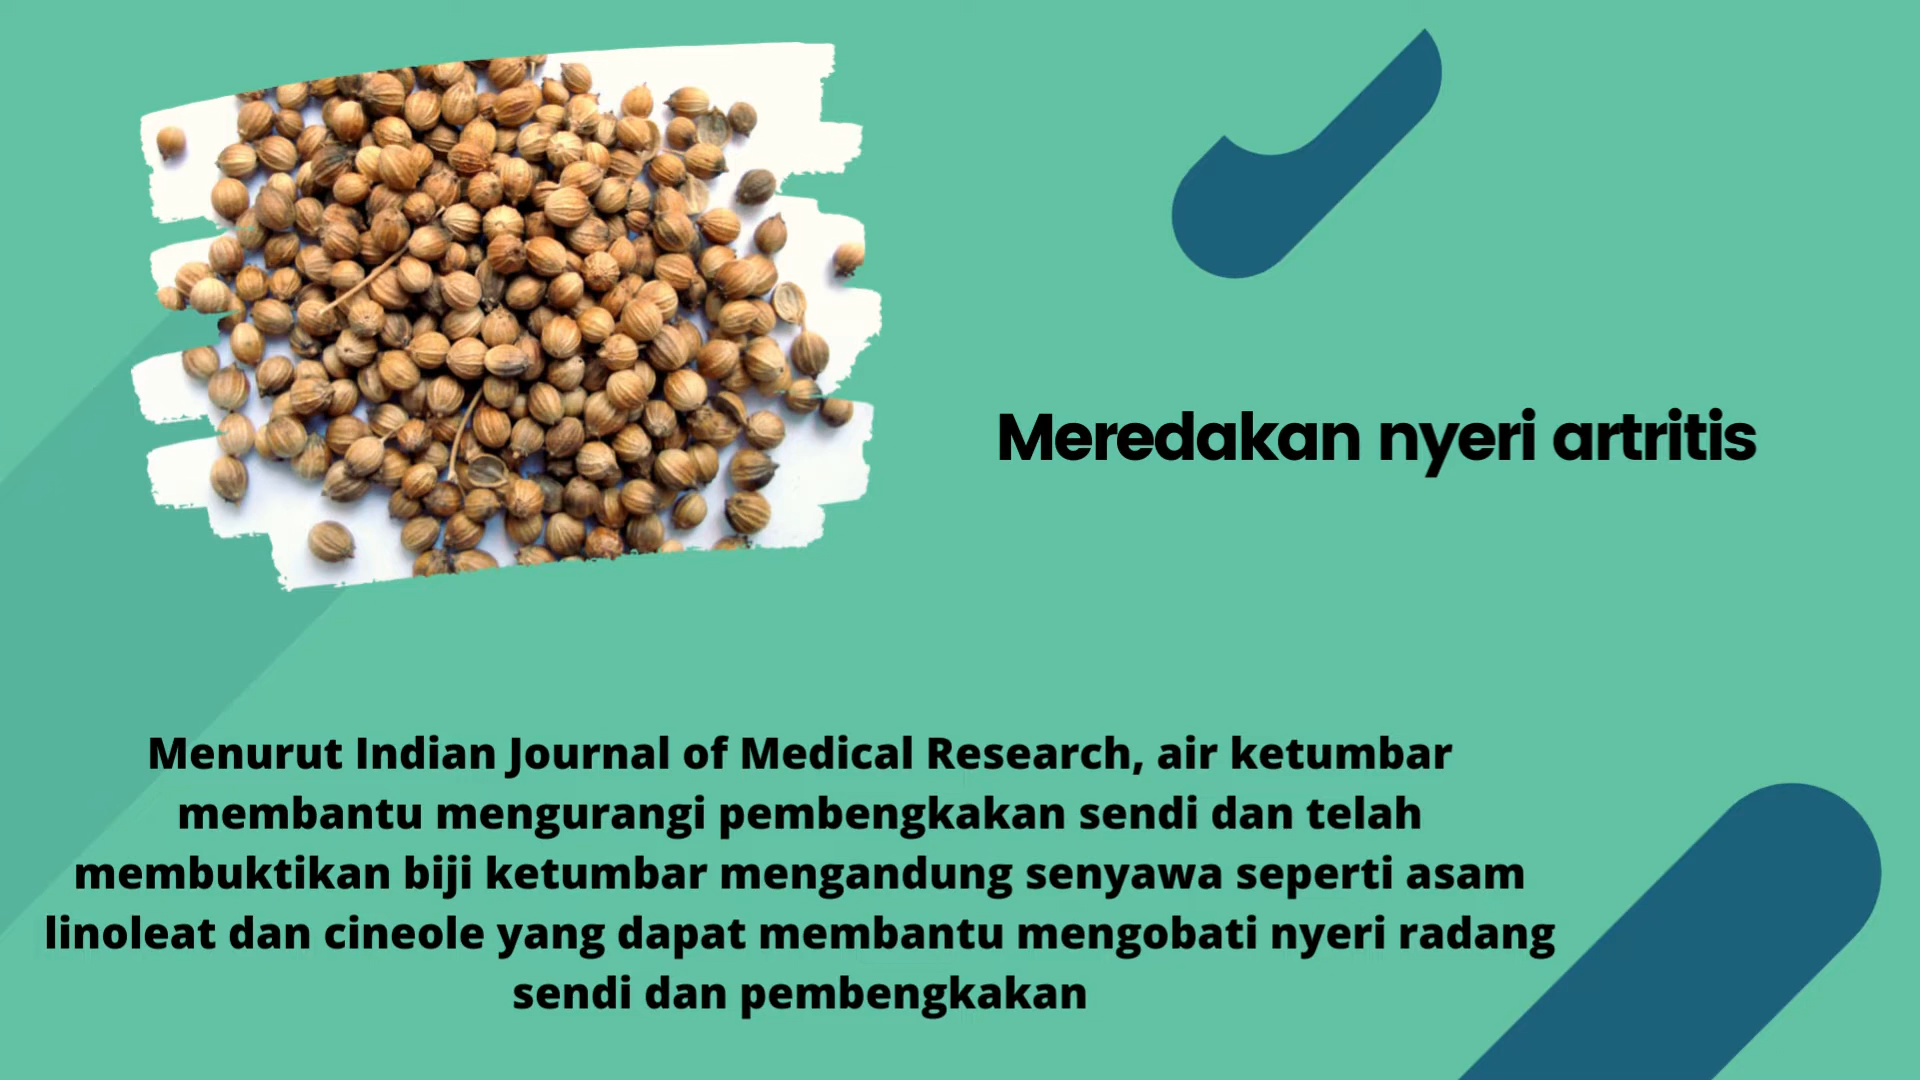 Meredakan nyeri artritis
Menurut Indian Journal of Medical Research, air ketumbar
membantu mengurangi pembengkakan sendi dan telah
membuktikan biji ketumbar mengandung senyawa seperti asam
linoleat dan cineole yang dapat membantu mengobati nyeri radang
sendi dan pembengkakan